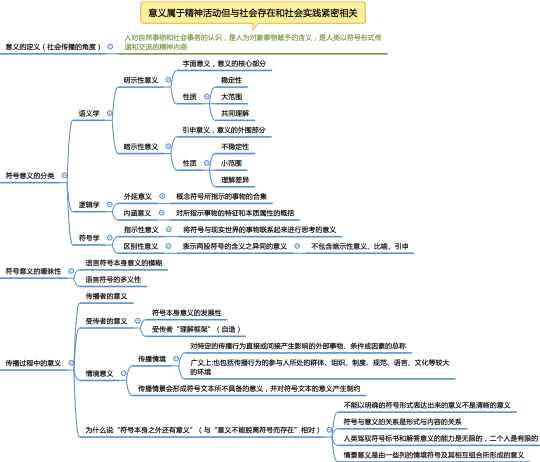 意义属于精神活动但与社会存在和社会实践紧密相关
意义的定义（社会传播的角度）
人对自然事物和社会事务的认识，是人为对象事物赋予的含义，是人类以符号形式传
递和交流的精神内容
符号意义的分类
语义学
明示性意义
字面意义，意义的核心部分
性质
稳定性
大范围
共同理解
暗示性意义
引申意义，意义的外围部分
性质
不稳定性
小范围
理解差异
逻辑学
外延意义
概念符号所指示的事物的合集
内涵意义
对所指示事物的特征和本质属性的概括
符号学
指示性意义
将符号与现实世界的事物联系起来进行思考的意义
区别性意义
表示两股符号的含义之异同的意义
不包含暗示性意义、比喻、引申
符号意义的暧昧性
语言符号本身意义的模糊
语言符号的多义性
传播过程中的意义
传播者的意义
受传者的意义
符号本身意义的发展性
受传者“理解框架”（自造）
情境意义
传播情境
对特定的传播行为直接或间接产生影响的外部事物、条件或因素的总称
广义上:也包括传播行为的参与人所处的群体、组织、制度、规范、语言、文化等较大
的环境
传播情景会形成符号文本所不具备的意义，并对符号文本的意义产生制约
为什么说“符号本身之外还有意义”（与“意义不能脱离符号而存在”相对）
不能以明确的符号形式表达出来的意义不是清晰的意义
符号与意义的关系是形式与内容的关系
人类驾驭符号标书和解答意义的能力是无限的，二个人是有限的
情景意义是由一些列的情境符号及其相互组合所形成的意义